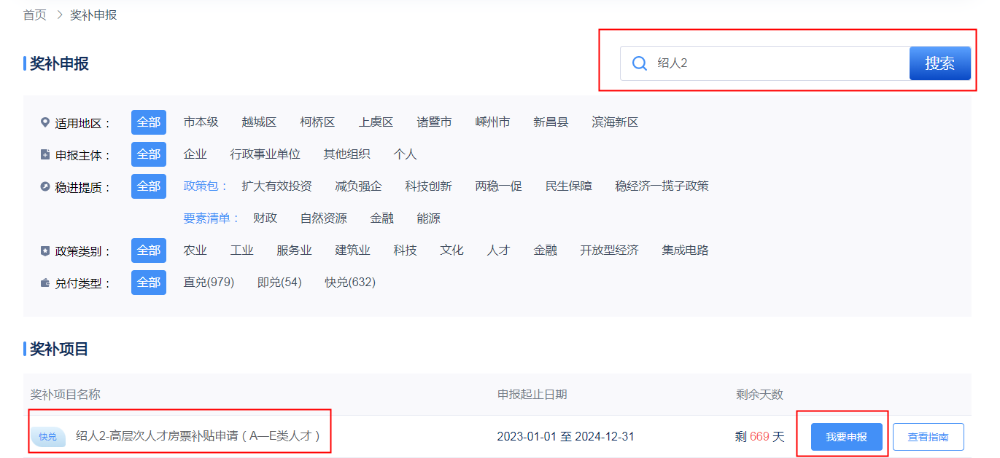 首页 > 奖补申报
奖补申报
绍人2 搜索
适用地区： 全部 市本级 越城区 柯桥区 上虞区 诸暨市 嵊州市 新昌县 滨海新区
申报主体： 全部 企业 行政事业单位 其他组织 个人
稳进提质： 全部 政策包： 扩大有效投资 减负强企 科技创新 两稳一促 民生保障 稳经济一揽子政策
要素清单： 财政 自然资源 金融 能源
政策类别： 全部 农业 工业 服务业 建筑业 科技 文化 人才 金融 开放型经济 集成电路
兑付类型： 全部 直兑(979) 即兑(54) 快兑(632)
奖补项目
奖补项目名称 申报起止日期 剩余天数
快兑 绍人2-高层次人才房票补贴申请（A—E类人才） 2023-01-01 至 2024-12-31 剩 669 天 我要申报 查看指南